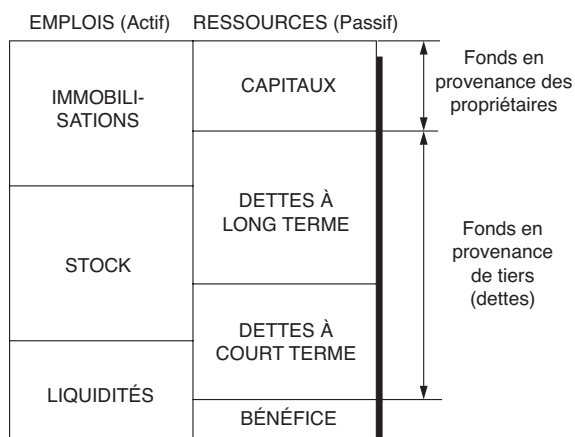 EMPLOIS (Actif)
RESSOURCES (Passif)
IMMOBILI-
SATIONS
STOCK
LIQUIDITÉS
CAPITAUX
DETTES À
LONG TERME
DETTES À
COURT TERME
BÉNÉFICE
Fonds en
provenance des
propriétaires
Fonds en
provenance
de tiers
(dettes)